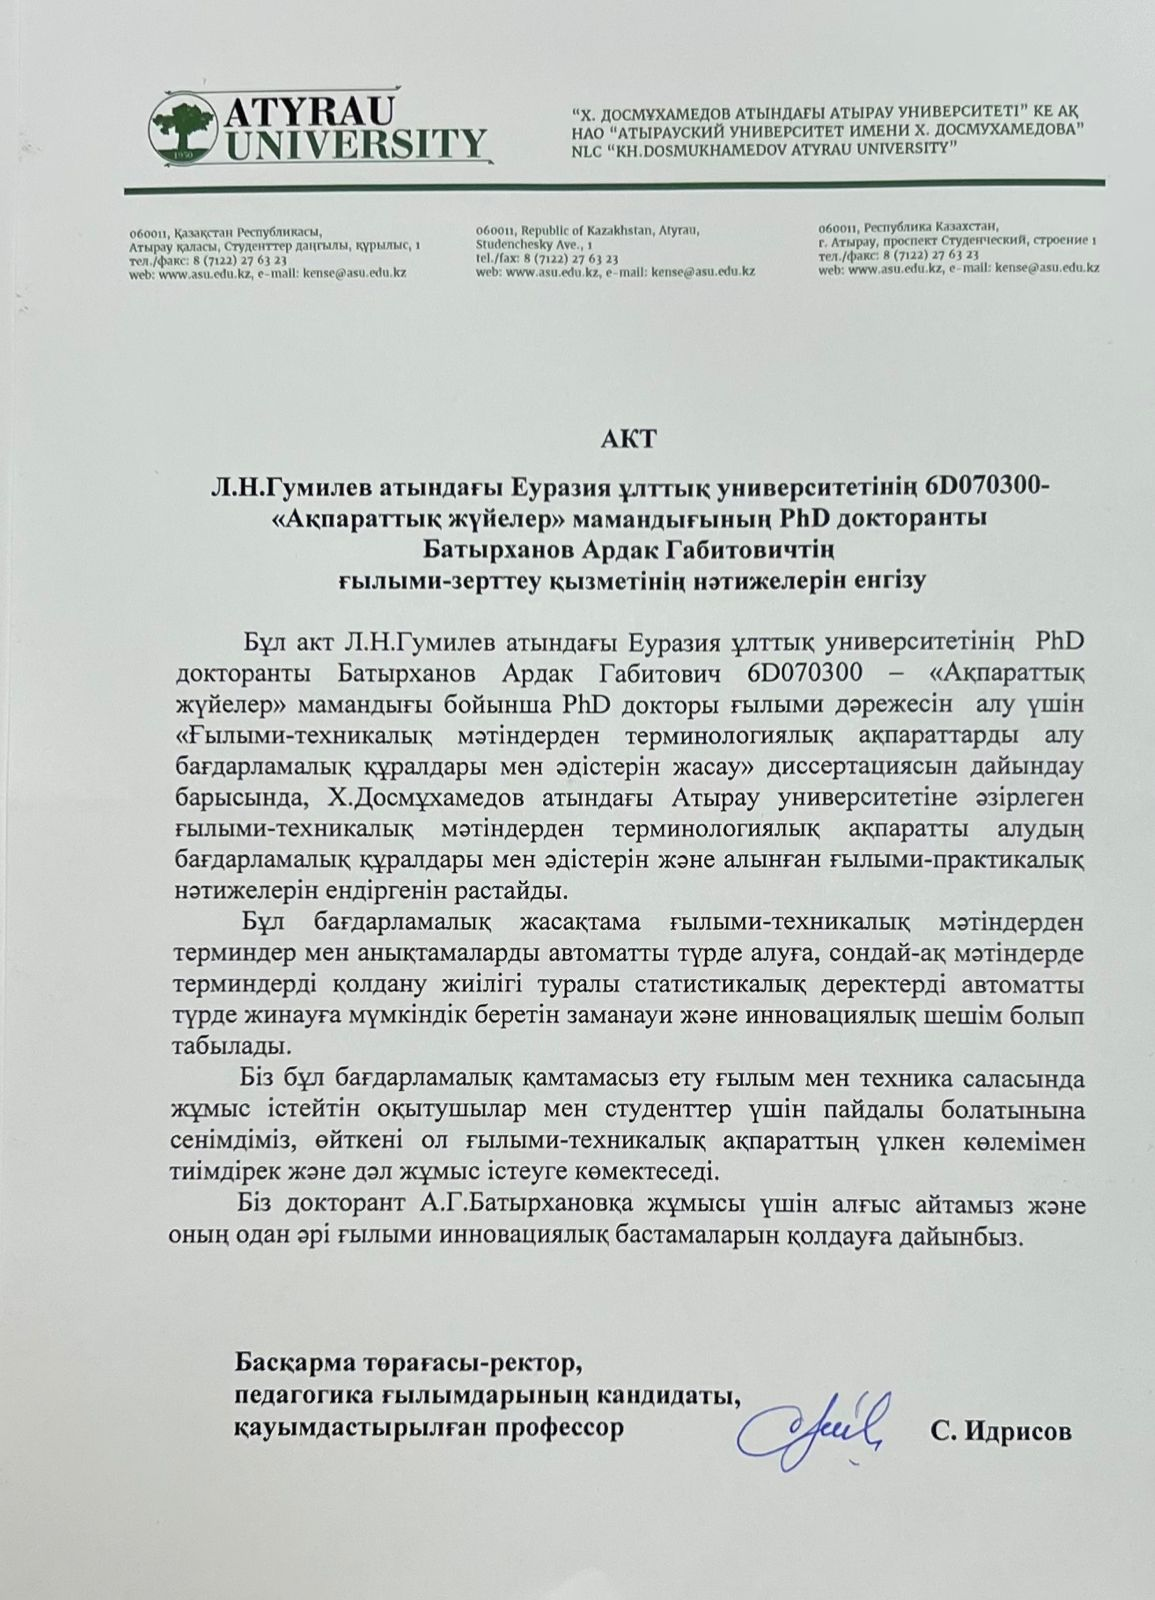 ATYRAU
UNIVERSITY
1950
“Х. ДОСМҰХАМЕДОВ АТЫНДАҒЫ АТЫРАУ УНИВЕРСИТЕТІ” КЕ АҚ
НАО “АТЫРАУСКИЙ УНИВЕРСИТЕТ ИМЕНИ Х. ДОСМУХАМЕДОВА”
NLC “KH.DOSMUKHAMEDOV ATYRAU UNIVERSITY”
060011, Қазақстан Республикасы,
Атырау қаласы, Студенттер даңғылы, құрылыс, 1
тел./факс: 8 (7122) 27 63 23
web: www.asu.edu.kz, e-mail: kense@asu.edu.kz
060011, Republic of Kazakhstan, Atyrau,
Studenchesky Ave., 1
tel./fax: 8 (7122) 27 63 23
web: www.asu.edu.kz, e-mail: kense@asu.edu.kz
060011, Республика Казахстан,
г. Атырау, проспект Студенческий, строение 1
тел./факс: 8 (7122) 27 63 23
web: www.asu.edu.kz, e-mail: kense@asu.edu.kz
АКТ
Л.Н.Гумилев атындағы Еуразия ұлттық университетінің 6D070300-
«Ақпараттық жүйелер» мамандығының PhD докторанты
Батырханов Ардак Габитовичтің
ғылыми-зерттеу қызметінің нәтижелерін енгізу
Бұл акт Л.Н.Гумилев атындағы Еуразия ұлттық университетінің PhD
докторанты Батырханов Ардак Габитович 6D070300 – «Ақпараттық
жүйелер» мамандығы бойынша PhD докторы ғылыми дәрежесін алу үшін
«Ғылыми-техникалық мәтіндерден терминологиялық ақпараттарды алу
бағдарламалық құралдары мен әдістерін жасау» диссертациясын дайындау
барысында, Х.Досмұхамедов атындағы Атырау университетіне әзірлеген
ғылыми-техникалық мәтіндерден терминологиялық ақпаратты алудың
бағдарламалық құралдары мен әдістерін және алынған ғылыми-практикалық
нәтижелерін ендіргенін растайды.
Бұл бағдарламалық жасақтама ғылыми-техникалық мәтіндерден
терминдер мен анықтамаларды автоматты түрде алуға, сондай-ақ мәтіндерде
терминдерді қолдану жиілігі туралы статистикалық деректерді автоматты
түрде жинауға мүмкіндік беретін заманауи және инновациялық шешім болып
табылады.
Біз бұл бағдарламалық қамтамасыз ету ғылым мен техника саласында
жұмыс істейтін оқытушылар мен студенттер үшін пайдалы болатынына
сенімдіміз, өйткені ол ғылыми-техникалық ақпараттың үлкен көлемімен
тиімдірек және дәл жұмыс істеуге көмектеседі.
Біз докторант А.Г.Батырхановқа жұмысы үшін алғыс айтамыз және
оның одан әрі ғылыми инновациялық бастамаларын қолдауға дайынбыз.
Басқарма төрағасы-ректор,
педагогика ғылымдарының кандидаты,
қауымдастырылған профессор
С. Идрисов